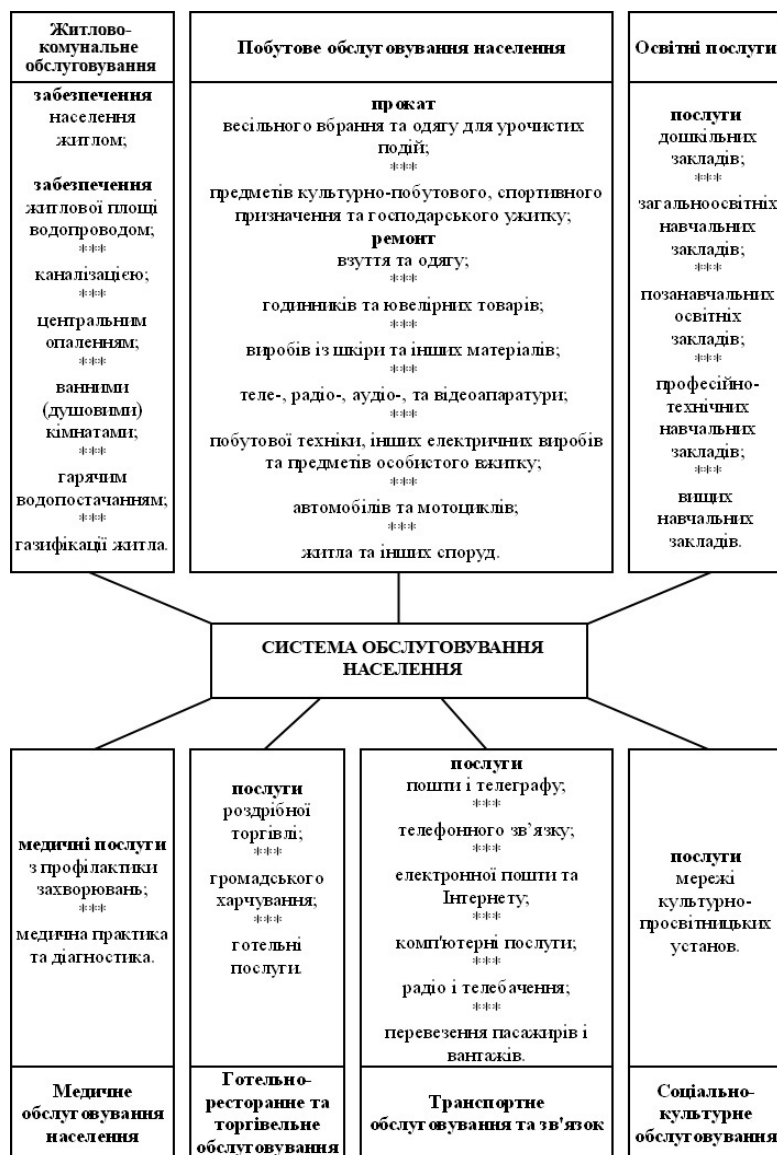 Житлово-
комунальне
обслуговування
забезпечення
населення
житлом;
забезпечення
житлової площі
водопроводом;
***
каналізацією;
***
центральним
опаленням;
***
ванними
(душовими)
кімнатами;
***
гарячим
водопостачанням;
***
газифікації житла.
Побутове обслуговування населення
прокат
весільного вбрання та одягу для урочистих
подій;
***
предметів культурно-побутового, спортивного
призначення та господарського ужитку;
ремонт
взуття та одягу;
***
годинників та ювелірних товарів;
***
виробів із шкіри та інших матеріалів;
***
теле-, радіо-, аудіо-, та відеоапаратури;
***
побутової техніки, інших електричних виробів
та предметів особистого вжитку;
***
автомобілів та мотоциклів;
***
житла та інших споруд.
Освітні послуги
послуги
дошкільних
закладів;
***
загальноосвітніх
навчальних
закладів;
***
позанавчальних
освітніх
закладів;
***
професійно-
технічних
навчальних
закладів;
***
вищих
навчальних
закладів.
СИСТЕМА ОБСЛУГОВУВАННЯ
НАСЕЛЕННЯ
медичні послуги
з профілактики
захворювань;
***
медична практика
та діагностика.
Медичне
обслуговування
населення
послуги
роздрібної
торгівлі;
***
громадського
харчування;
***
готельні
послуги.
Готельно-
ресторанне та
торгівельне
обслуговування
послуги
пошти і телеграфу;
***
телефонного зв’язку;
***
електронної пошти та
Інтернету;
***
комп'ютерні послуги;
***
радіо і телебачення;
***
перевезення пасажирів і
вантажів.
Транспортне
обслуговування та зв'язок
послуги
мережі
культурно-
просвітницьких
установ.
Соціально-
культурне
обслуговування